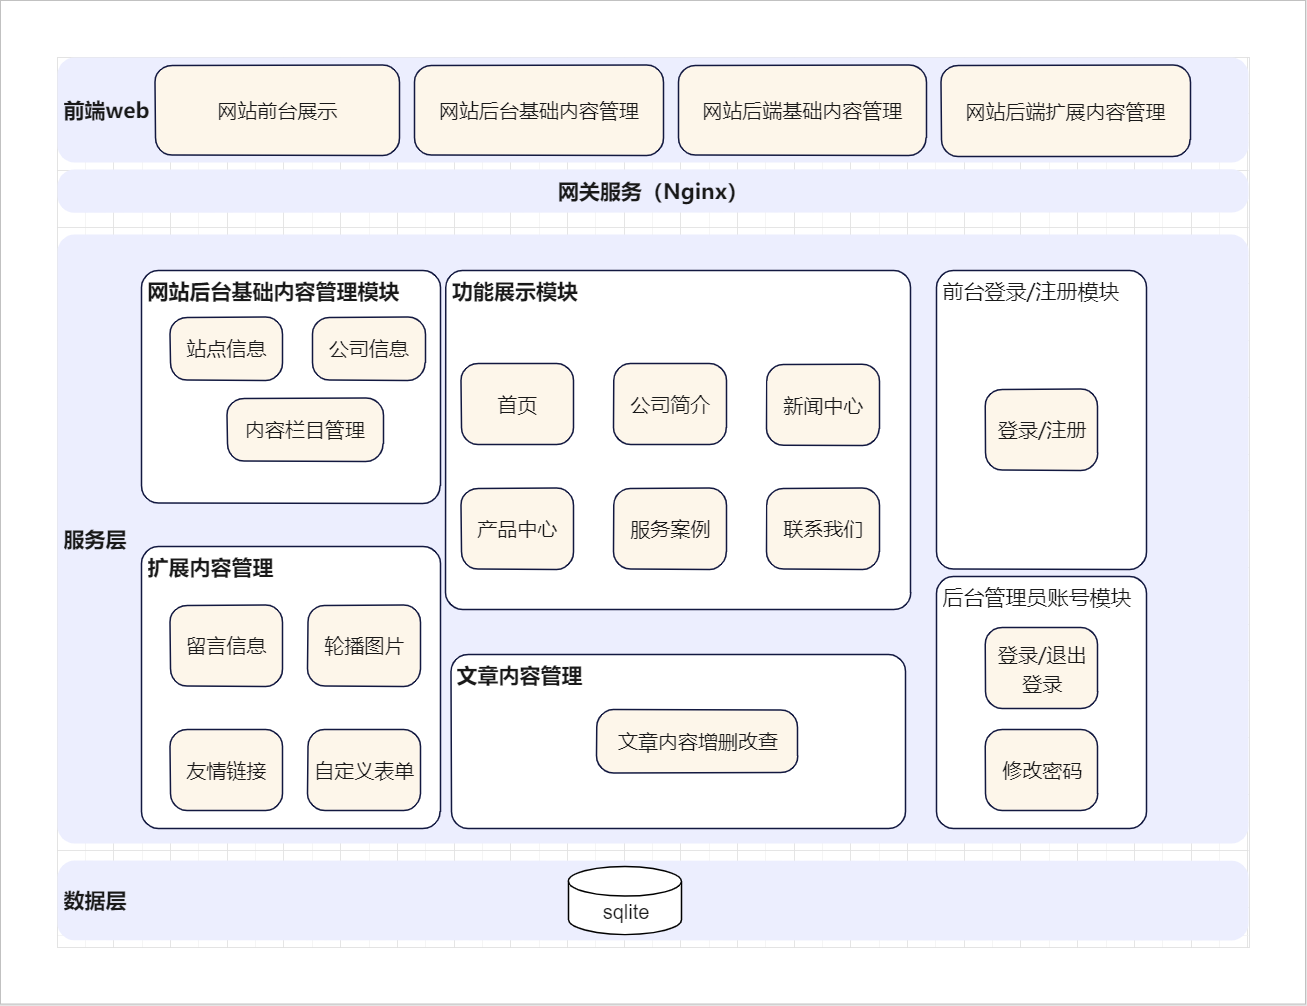 前端web
网站前台展示
网站后台基础内容管理
网站后端基础内容管理
网站后端扩展内容管理
网关服务（Nginx）
服务层
网站后台基础内容管理模块
站点信息
公司信息
内容栏目管理
功能展示模块
首页
公司简介
新闻中心
产品中心
服务案例
联系我们
前台登录/注册模块
登录/注册
扩展内容管理
留言信息
轮播图片
友情链接
自定义表单
文章内容管理
文章内容增删改查
后台管理员账号模块
登录/退出
登录
修改密码
数据层
sqlite